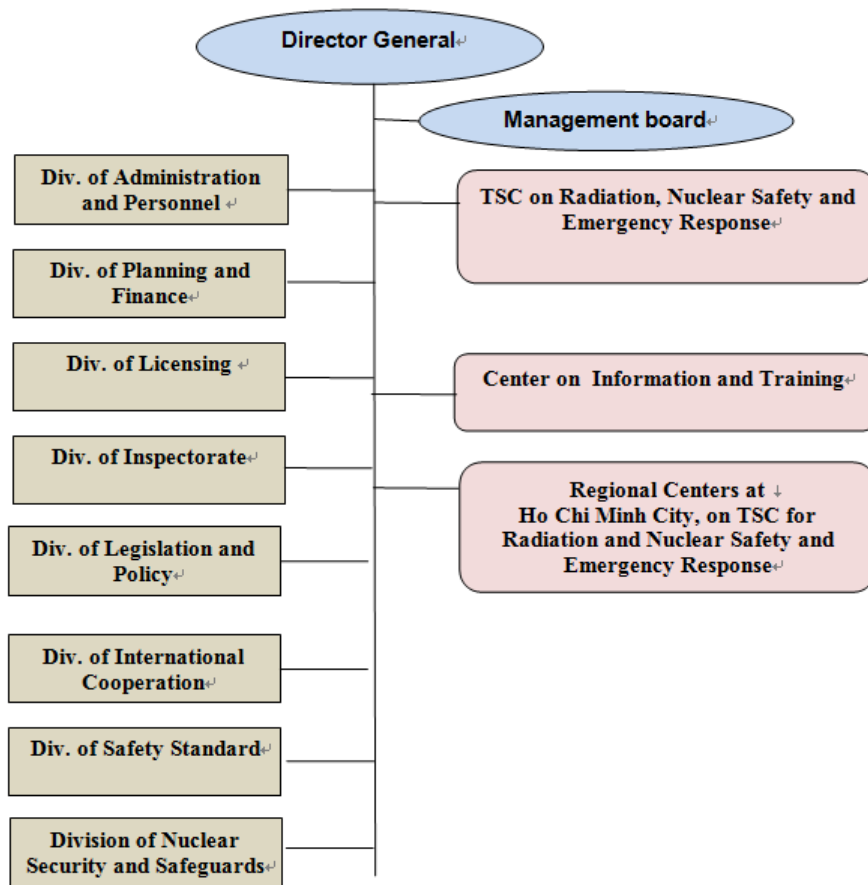 Director General
Management board
Div. of Administration
and Personnel
Div. of Planning and
Finance
Div. of Licensing
Div. of Inspectorate
Div. of Legislation and
Policy
Div. of International
Cooperation
Div. of Safety Standard
Division of Nuclear
Security and Safeguards
TSC on Radiation, Nuclear Safety and
Emergency Response
Center on Information and Training
Regional Centers at
Ho Chi Minh City, on TSC for
Radiation and Nuclear Safety and
Emergency Response